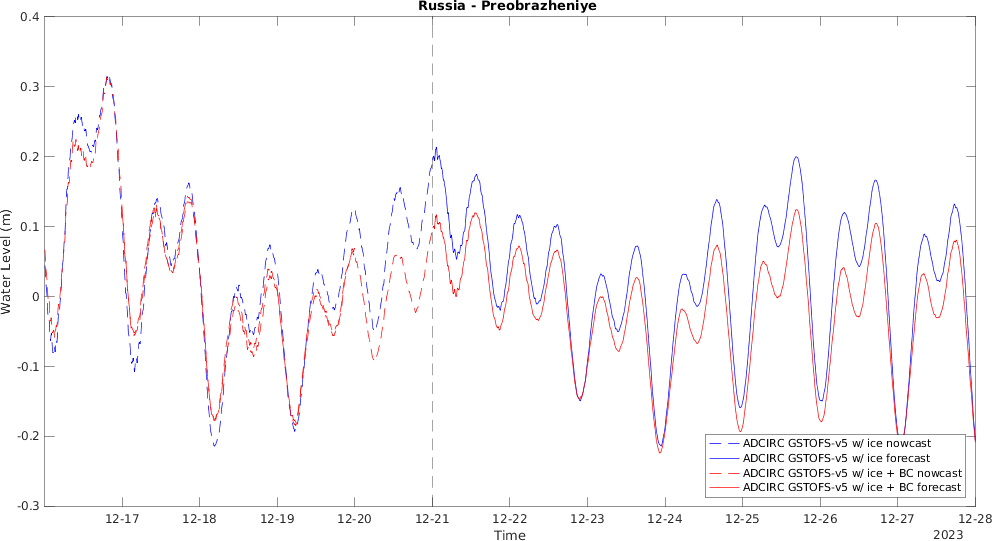 Russia - Preobrazheniye
Water Level (m)
0.4
0.3
0.2
0.1
0
-0.1
-0.2
-0.3
ADCIRC GSTOFS-v5 w/ ice nowcast
ADCIRC GSTOFS-v5 w/ ice forecast
ADCIRC GSTOFS-v5 w/ ice + BC nowcast
ADCIRC GSTOFS-v5 w/ ice + BC forecast
12-17 12-18 12-19 12-20 12-21 12-22 12-23 12-24 12-25 12-26 12-27 12-28
Time
2023